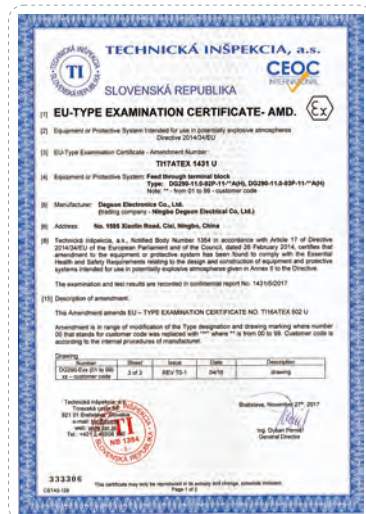 TECHNICKÁ INŠPEKCIA, a.s.
TECHNICKÁ INŠPEKCIA
TI
SLOVENSKÁ REPUBLIKA
CEOC
INTERNATIONAL
SLOVENSKÁ REPUBLIKA
[1] EU-TYPE EXAMINATION CERTIFICATE- AMD.
Ex
[2] Equipment or Protective System Intended for use in potentially explosive atmospheres
Directive 2014/34/EU
[3] EU-Type Examination Certificate - Amendment Number:
TI17ATEX 1431 U
[4] Equipment or Protective System: Feed through terminal block
Type: DG290-11.0-02P-11-**A(H), DG290-11.0-03P-11-**A(H)
Note: ** - from 01 to 99 - customer code
[5] Manufacturer: Degson Electronics Co., Ltd.
(trading company - Ningbo Degson Electrical Co, Ltd.)
[6] Address: No. 1585 Xianlin Road, Cixi, Ningbo, China
Technická inšpekcia, a.s., Notified Body Number 1354 in accordance with Article 17 of Directive
2014/34/EU of the European Parliament and of the Council, dated 26 February 2014, certifies that
amendment to the equipment or protective system has been found to comply with the Essential
Health and Safety Requirements relating to the design and construction of equipment and protective
systems intended for use in potentially explosive atmosphere given in Annex II to the Directive.
The examination and test results are recorded in confidential report No. 1431/5/2017
[15] Description of amendment:
This Amendment amends EU – TYPE EXAMINATION CERTIFICATE NO. TI16ATEX 602 U
Amendment is in range of modification of the Type designation and drawing marking where number
00 that stands for customer code was replaced with "**" where ** is from 00 to 99. Customer code is
according to the internal procedures of manufacturer.
Drawing
Number Sheet Issue Date Description
DG290-Exx (01 to 99
xx – customer code 3 of 3 REV T0-1 04/16 drawing
Technická inšpekcia, a.s.
Trnavská cesta 56
821 01 Bratislava, Slovakia
TI
NB 1354
SLOVENSKÁ REPUBLIKA
Bratislava, November 27th, 2017
Ing. Dušan Perniš
General Director
333306
This certificate may only be reproduced in its entirety and without any change, schedule included.
Page 1 of 2